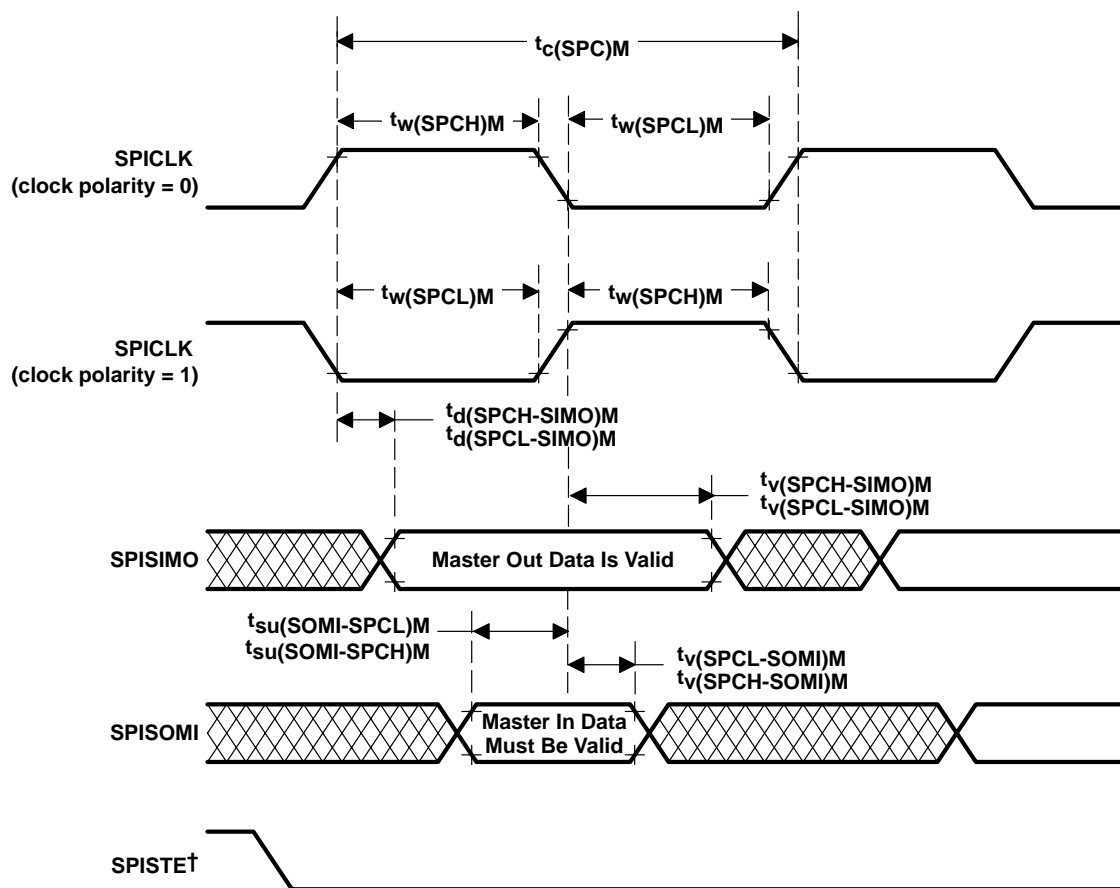 tc(SPC)M
tw(SPCH)M
tw(SPCL)M
SPICLK
(clock polarity = 0)
tw(SPCL)M
tw(SPCH)M
SPICLK
(clock polarity = 1)
td(SPCH-SIMO)M
td(SPCL-SIMO)M
tv(SPCH-SIMO)M
tv(SPCL-SIMO)M
SPISIMO
Master Out Data Is Valid
tsu(SOMI-SPCL)M
tsu(SOMI-SPCH)M
tv(SPCL-SOMI)M
tv(SPCH-SOMI)M
SPISOMI
Master In Data
Must Be Valid
SPISTE†